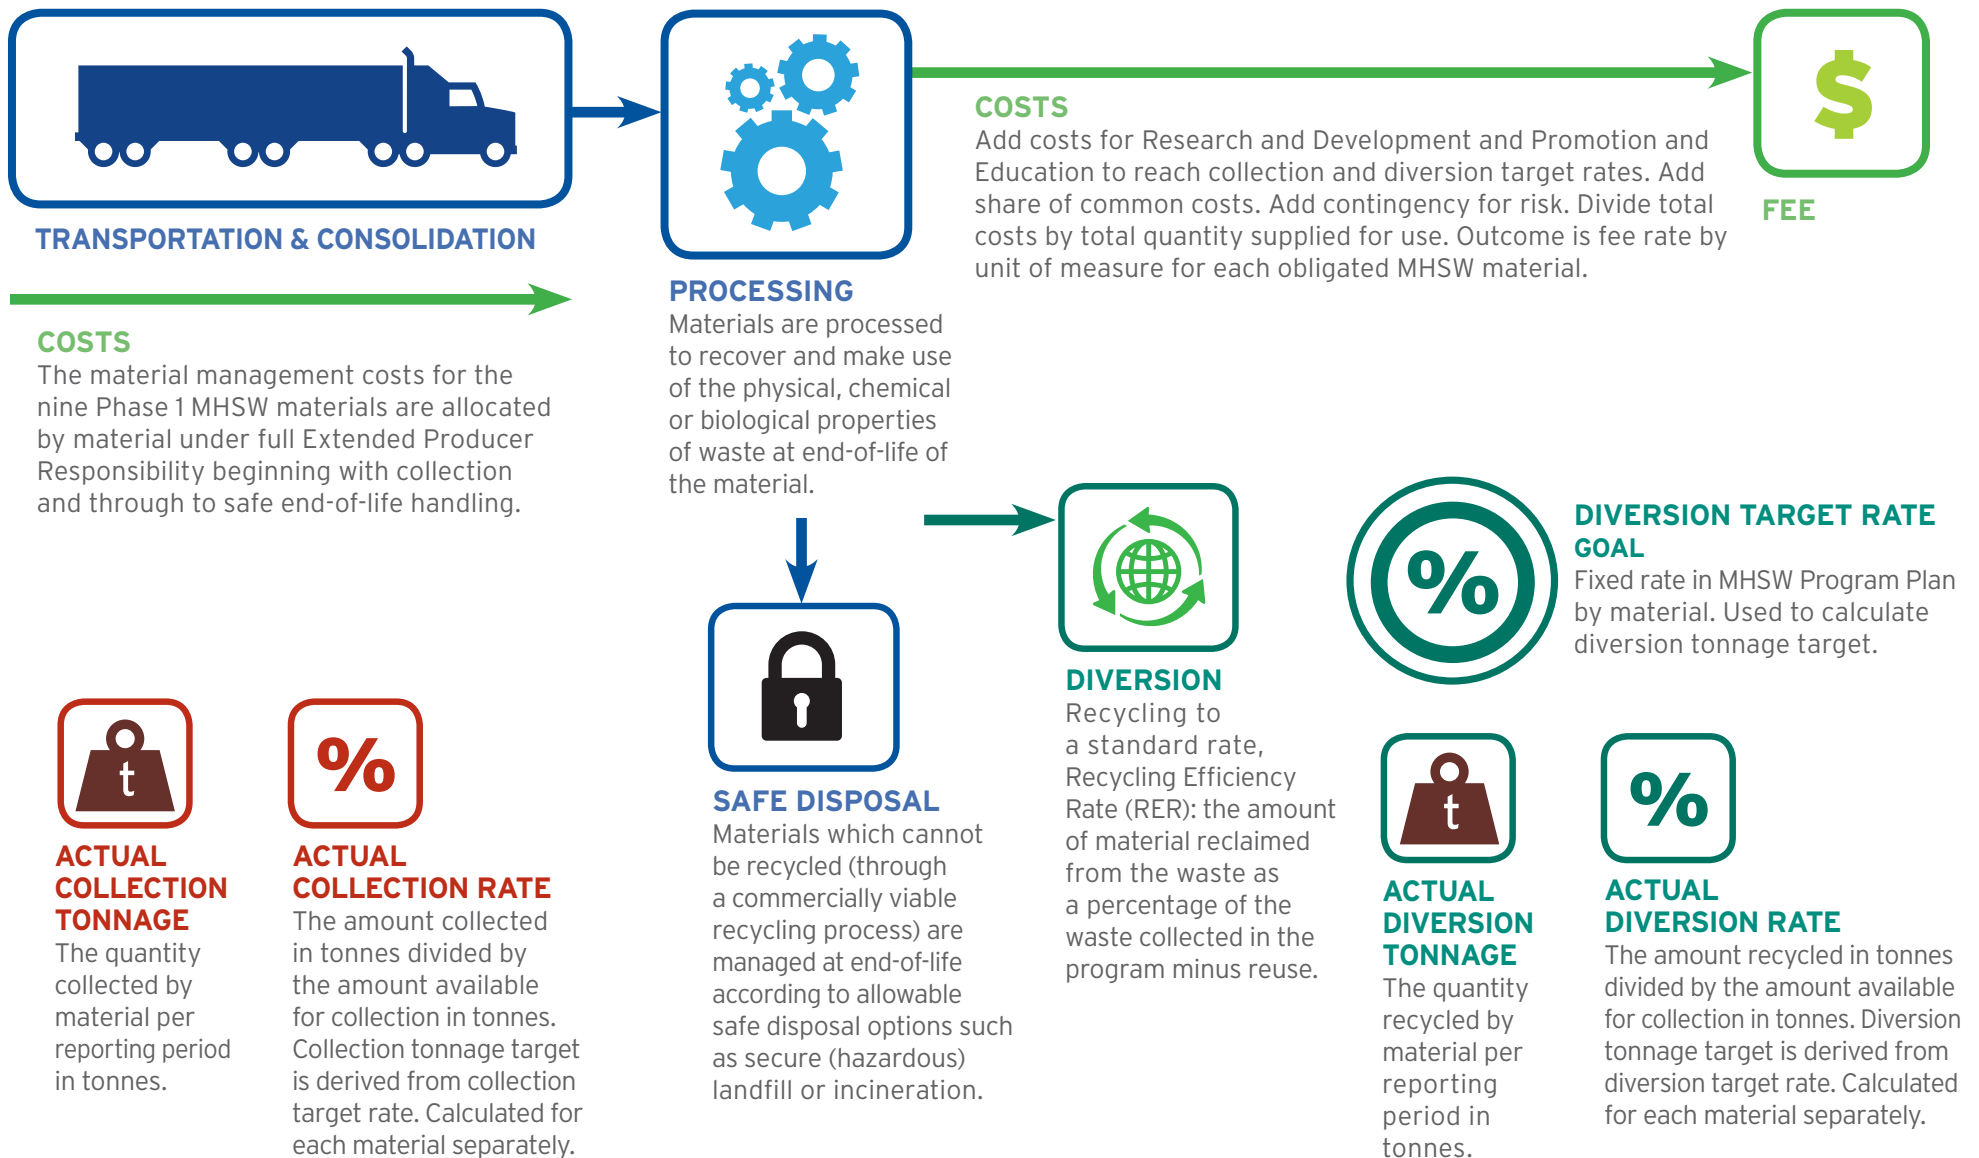 TRANSPORTATION & CONSOLIDATION
COSTS
The material management costs for the
nine Phase 1 MHSW materials are allocated
by material under full Extended Producer
Responsibility beginning with collection
and through to safe end-of-life handling.
PROCESSING
Materials are processed
to recover and make use
of the physical, chemical
or biological properties
of waste at end-of-life of
the material.
COSTS
Add costs for Research and Development and Promotion and
Education to reach collection and diversion target rates. Add
share of common costs. Add contingency for risk. Divide total
costs by total quantity supplied for use. Outcome is fee rate by
unit of measure for each obligated MHSW material.
$
FEE
t
ACTUAL
COLLECTION
TONNAGE
The quantity
collected by
material per
reporting period
in tonnes.
%
ACTUAL
COLLECTION RATE
The amount collected
in tonnes divided by
the amount available
for collection in tonnes.
Collection tonnage target
is derived from collection
target rate. Calculated for
each material separately.
SAFE DISPOSAL
Materials which cannot
be recycled (through
a commercially viable
recycling process) are
managed at end-of-life
according to allowable
safe disposal options such
as secure (hazardous)
landfill or incineration.
DIVERSION
Recycling to
a standard rate,
Recycling Efficiency
Rate (RER): the amount
of material reclaimed
from the waste as
a percentage of the
waste collected in the
program minus reuse.
%
DIVERSION TARGET RATE
GOAL
Fixed rate in MHSW Program Plan
by material. Used to calculate
diversion tonnage target.
t
ACTUAL
DIVERSION
TONNAGE
The quantity
recycled by
material per
reporting
period in
tonnes.
%
ACTUAL
DIVERSION RATE
The amount recycled in tonnes
divided by the amount available
for collection in tonnes. Diversion
tonnage target is derived from
diversion target rate. Calculated
for each material separately.